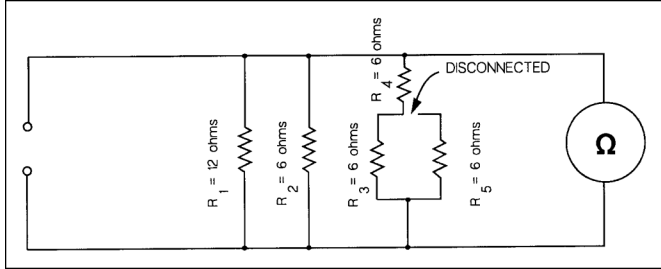 R1 = 12 ohms
R2 = 6 ohms
R3 = 6 ohms
R4 = 6 ohms
DISCONNECTED
R5 = 6 ohms
Ω